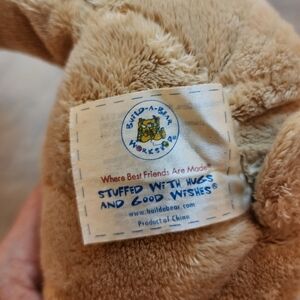 BUILD-A-BEAR
WORKSHOP®
Where Best Friends Are Made®
STUFFED WITH HUGS
AND GOOD WISHES®
www.buildabear.com
Product of China